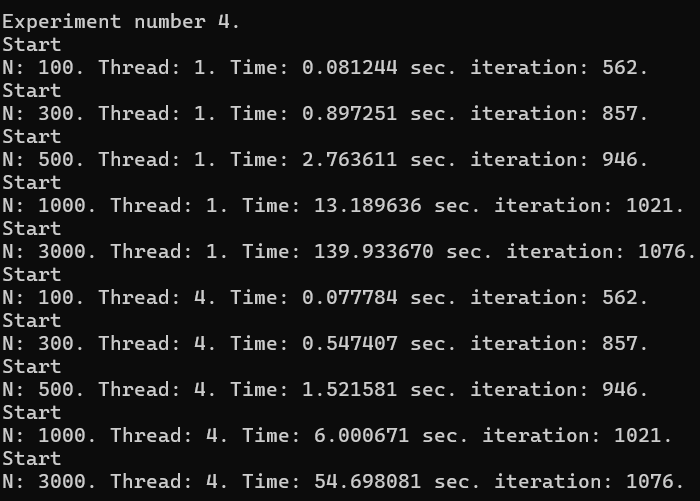 Experiment number 4.
Start
N: 100. Thread: 1. Time: 0.081244 sec. iteration: 562.
Start
N: 300. Thread: 1. Time: 0.897251 sec. iteration: 857.
Start
N: 500. Thread: 1. Time: 2.763611 sec. iteration: 946.
Start
N: 1000. Thread: 1. Time: 13.189636 sec. iteration: 1021.
Start
N: 3000. Thread: 1. Time: 139.933670 sec. iteration: 1076.
Start
N: 100. Thread: 4. Time: 0.077784 sec. iteration: 562.
Start
N: 300. Thread: 4. Time: 0.547407 sec. iteration: 857.
Start
N: 500. Thread: 4. Time: 1.521581 sec. iteration: 946.
Start
N: 1000. Thread: 4. Time: 6.000671 sec. iteration: 1021.
Start
N: 3000. Thread: 4. Time: 54.698081 sec. iteration: 1076.